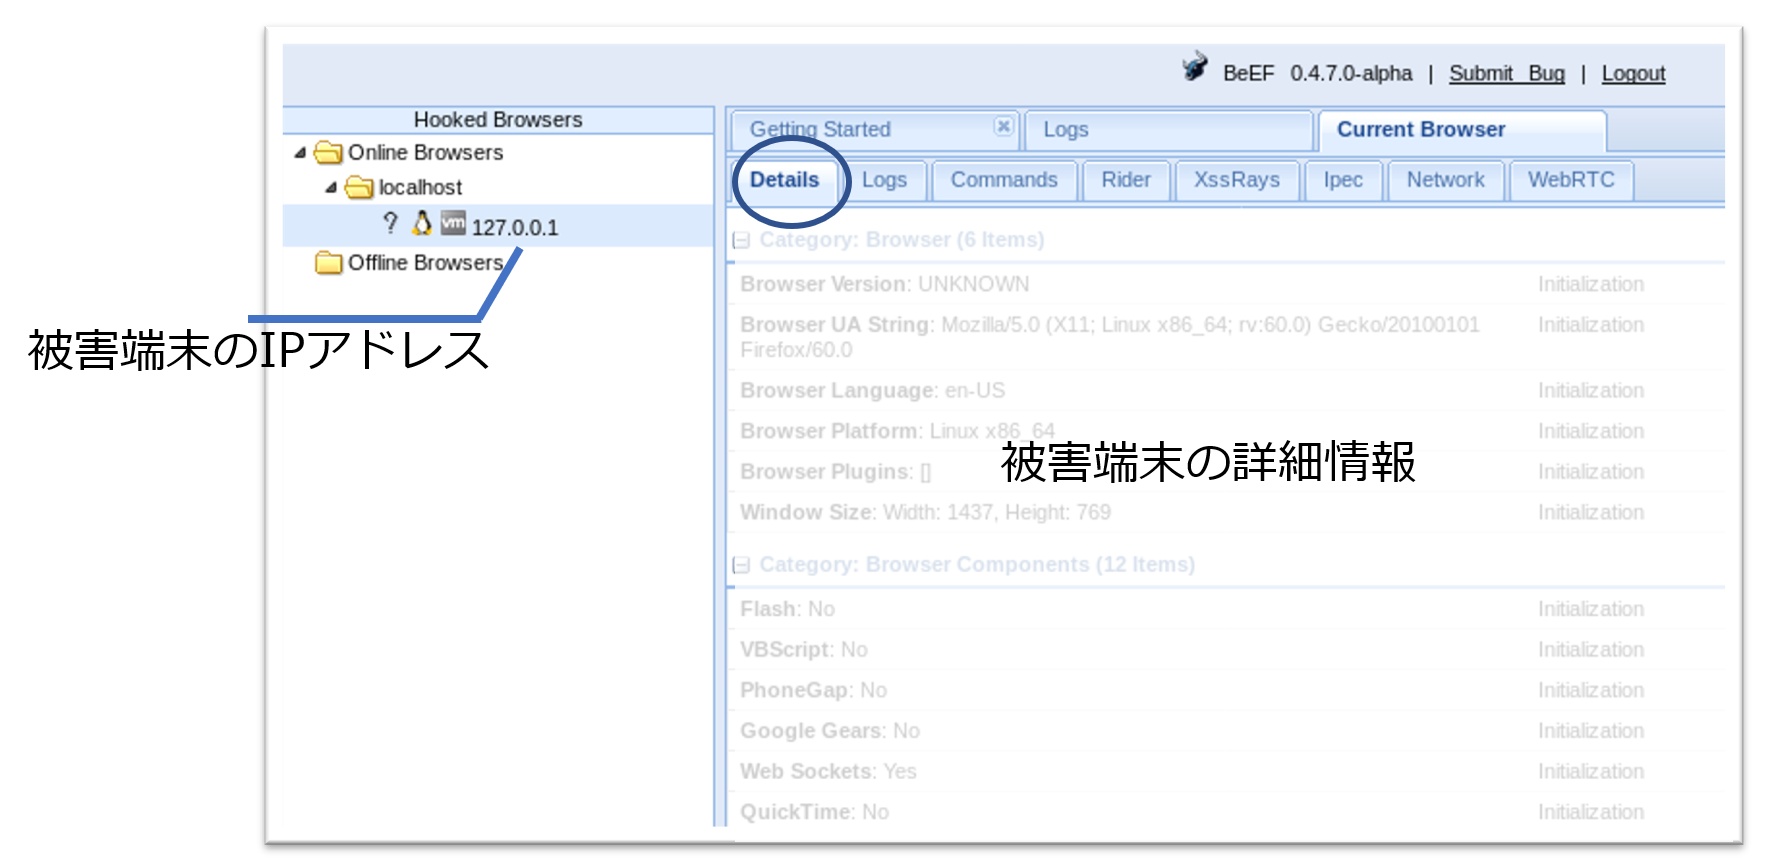 BeEF 0.4.7.0-alpha | Submit Bug | Logout
Hooked Browsers
Online Browsers
localhost
? vm 127.0.0.1
Offline Browsers
被害端末のIPアドレス
Getting Started
Logs
Current Browser
Details
Logs
Commands
Rider
XssRays
Ipec
Network
WebRTC
Category: Browser (6 Items)
Browser Version: UNKNOWN Initialization
Browser UA String: Mozilla/5.0 (X11; Linux x86_64; rv:60.0) Gecko/20100101 Initialization
Firefox/60.0
Browser Language: en-US Initialization
Browser Platform: Linux x86_64 Initialization
被害端末の詳細情報
Browser Plugins: [] Initialization
Window Size: Width: 1437, Height: 769 Initialization
Category: Browser Components (12 Items)
Flash: No Initialization
VBScript: No Initialization
PhoneGap: No Initialization
Google Gears: No Initialization
Web Sockets: Yes Initialization
QuickTime: No Initialization